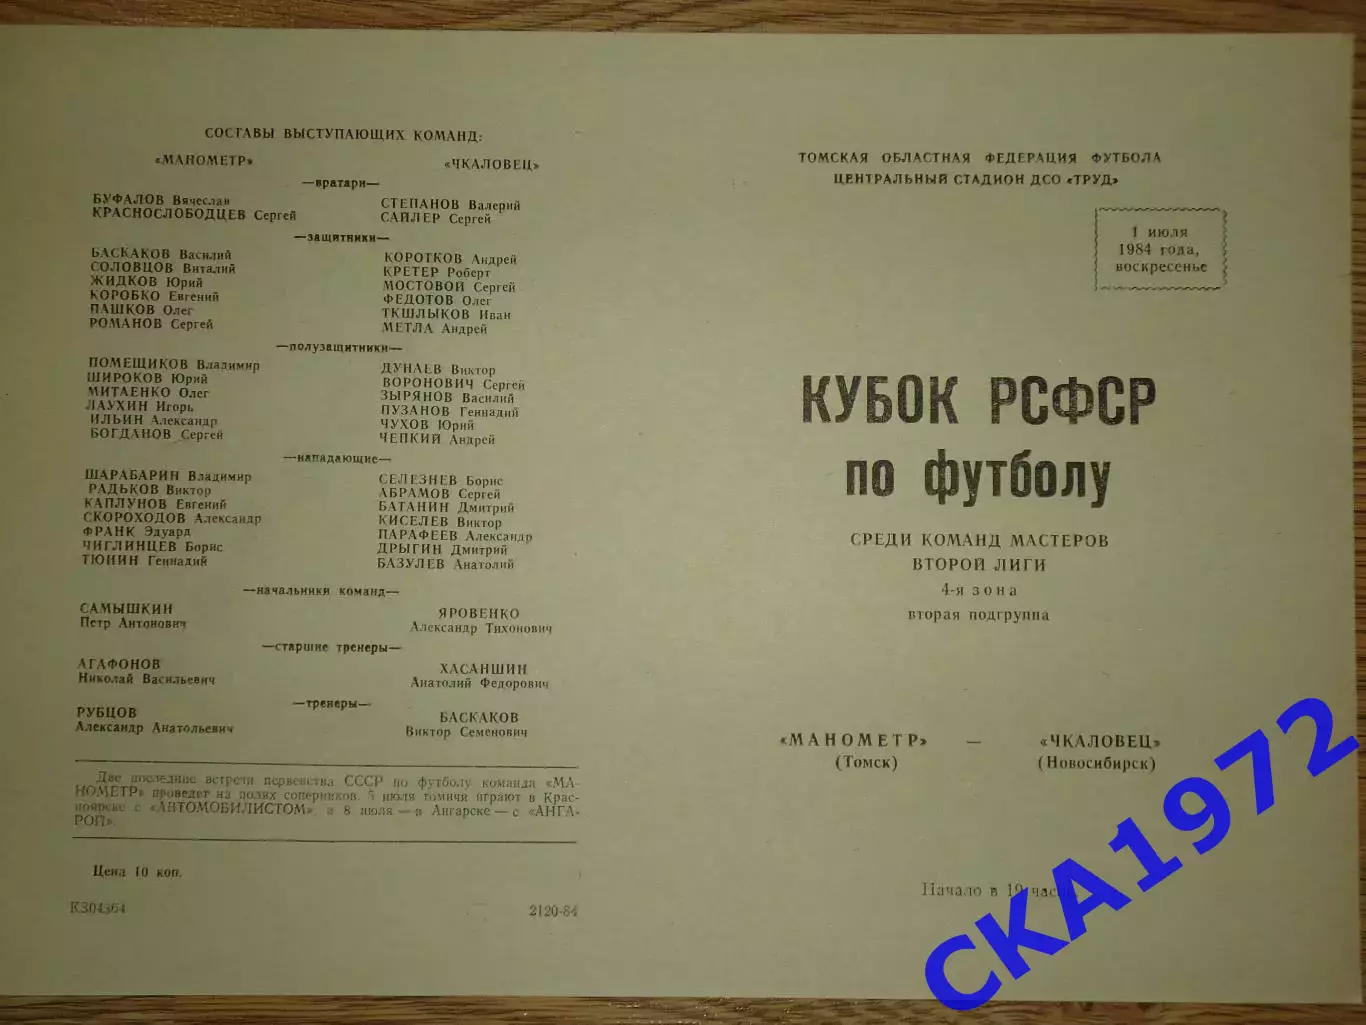 СОСТАВЫ ВЫСТУПАЮЩИХ КОМАНД:
«МАНОМЕТР» «ЧКАЛОВЕЦ»
—вратари—
БУФАЛОВ Вячеслав СТЕПАНОВ Валерий
КРАСНОСЛОБОДЦЕВ Сергей САЙЛЕР Сергей
—защитники—
БАСКАКОВ Василий КОРОТКОВ Андрей
СОЛОВЦОВ Виталий КРЕТЕР Роберт
ЖИДКОВ Юрий МОСТОВОЙ Сергей
КОРОБКО Евгений ФЕДОТОВ Олег
ПАШКОВ Олег ТКШЛЫКОВ Иван
РОМАНОВ Сергей МЕТЛА Андрей
—полузащитники—
ПОМЕЩИКОВ Владимир ДУНАЕВ Виктор
ШИРОКОВ Юрий ВОРОНОВИЧ Сергей
МИТАЕНКО Олег ЗЫРЯНОВ Василий
ЛАУХИН Игорь ПУЗАНОВ Геннадий
ИЛЬИН Александр ЧУХОВ Юрий
БОГДАНОВ Сергей ЧЕПКИЙ Андрей
—нападающие—
ШАРАБАРИН Владимир СЕЛЕЗНЕВ Борис
РАДЬКОВ Виктор АБРАМОВ Сергей
КАПЛУНОВ Евгений БАТАНИН Дмитрий
СКОРОХОДОВ Александр КИСЕЛЕВ Виктор
ФРАНК Эдуард ПАРАФЕЕВ Александр
ЧИГЛИНЦЕВ Борис ДРЫГИН Дмитрий
ТЮНИН Геннадий БАЗУЛЕВ Анатолий
—начальники команд—
САМЫШКИН ЯРОВЕНКО
Петр Антонович Александр Тихонович
—старшие тренеры—
АГАФОНОВ ХАСАНШИН
Николай Васильевич Анатолий Федорович
—тренеры—
РУБЦОВ БАСКАКОВ
Александр Анатольевич Виктор Семенович
Две последние встречи первенства СССР по футболу команда «МА-
НОМЕТР» проведет на полях соперников. 5 июля томичи играют в Крас-
ноярске с «АВТОМОБИЛИСТОМ», а 8 июля — в Ангарске — с «АНГА-
РОЙ».
Цена 10 коп.
КЗ04364 2120-84
ТОМСКАЯ ОБЛАСТНАЯ ФЕДЕРАЦИЯ ФУТБОЛА
ЦЕНТРАЛЬНЫЙ СТАДИОН ДСО «ТРУД»
1 июля
1984 года,
воскресенье
КУБОК РСФСР
по футболу
СРЕДИ КОМАНД МАСТЕРОВ
ВТОРОЙ ЛИГИ
4-я зона
вторая подгруппа
«МАНОМЕТР» — «ЧКАЛОВЕЦ»
(Томск) (Новосибирск)
Начало в 19 часов
СКА1972